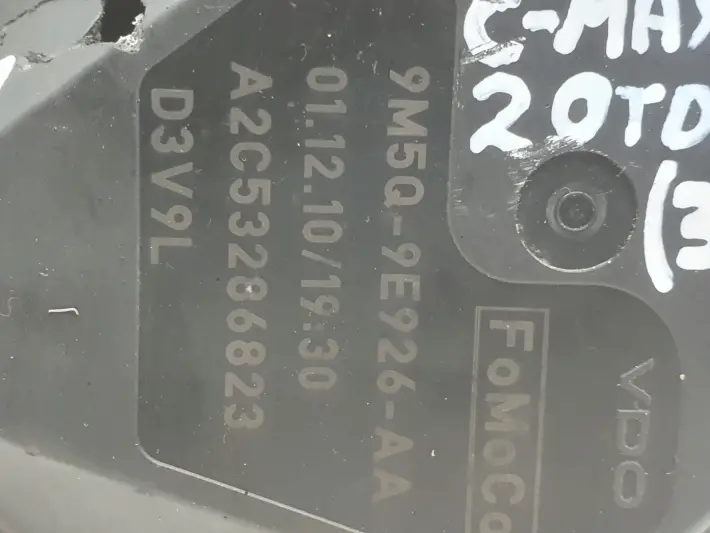 C-MAX
20TD
(3
VDO
FoMoCo
9M5Q-9E926-AA
01.12.10/19:30
A2C53286823
D3V9L